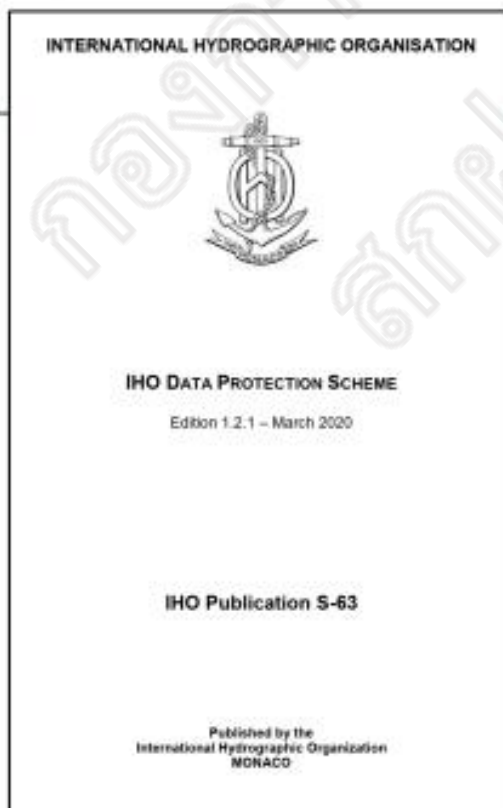 INTERNATIONAL HYDROGRAPHIC ORGANISATION
IHO DATA PROTECTION SCHEME
Edition 1.2.1 – March 2020
IHO Publication S-63
Published by the
International Hydrographic Organization
MONACO